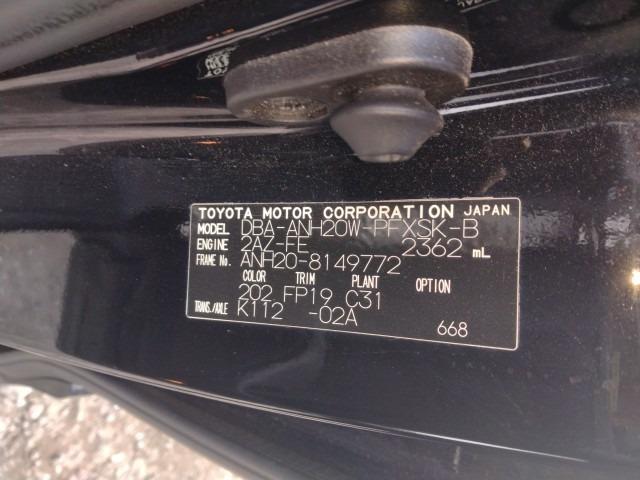 TOYOTA MOTOR CORPORATION JAPAN
MODEL DBA-ANH20W-PFXSK-B
ENGINE 2AZ-FE 2362 mL
FRAME No. ANH20-8149772
COLOR TRIM PLANT OPTION
202 FP19 C31
TRANS./AXLE K112 -02A
668